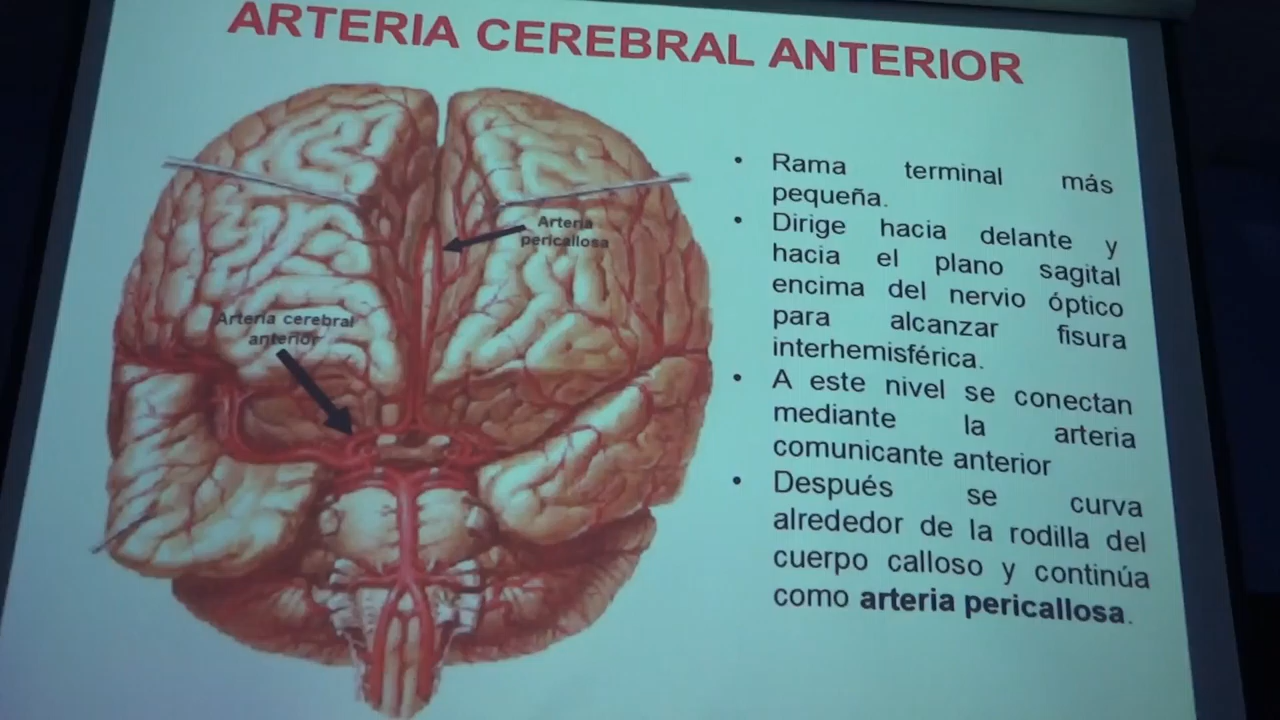 ARTERIA CEREBRAL ANTERIOR
Arteria
pericallosa
Arteria cerebral
anterior
• Rama terminal más
pequeña.
• Dirige hacia delante y
hacia el plano sagital
encima del nervio óptico
para alcanzar fisura
interhemisférica.
• A este nivel se conectan
mediante la arteria
comunicante anterior
• Después se curva
alrededor de la rodilla del
cuerpo calloso y continúa
como arteria pericallosa.